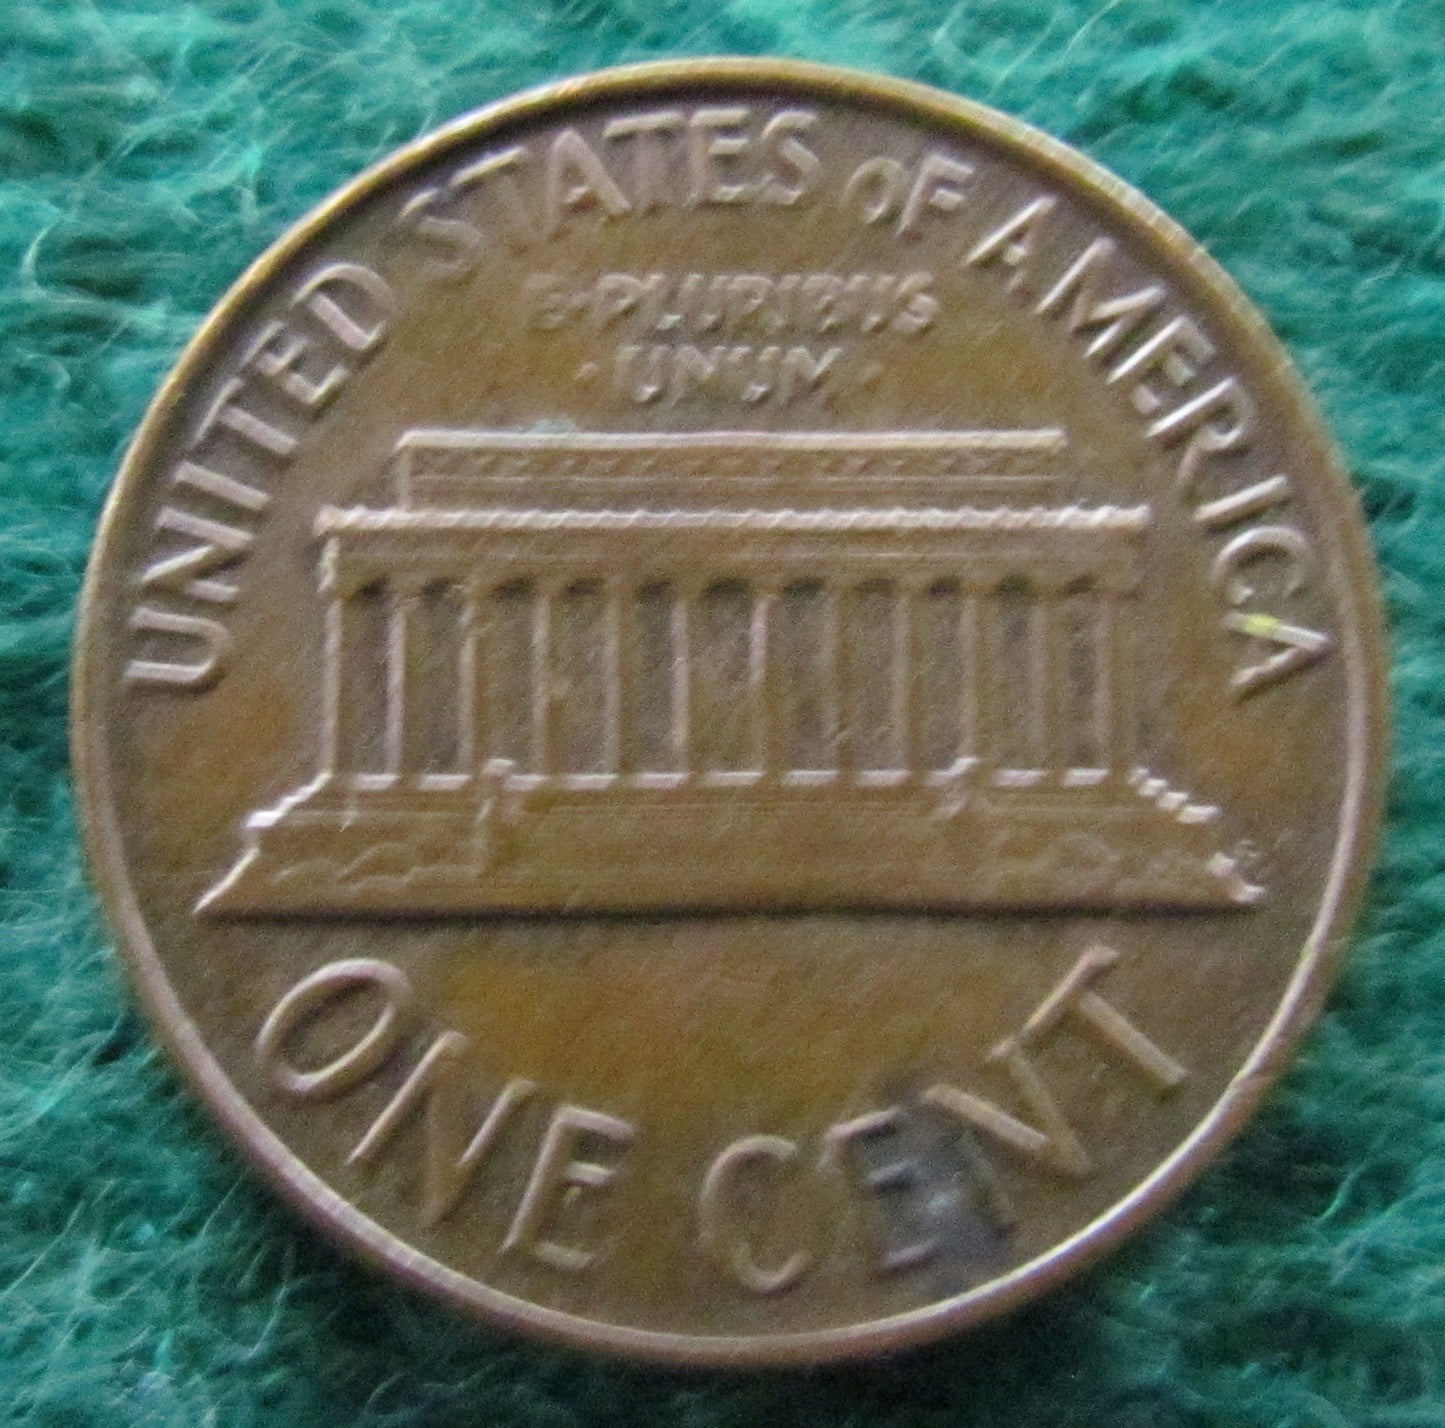 UNITED STATES OF AMERICA
E·PLURIBUS
·UNUM·
ONE CENT